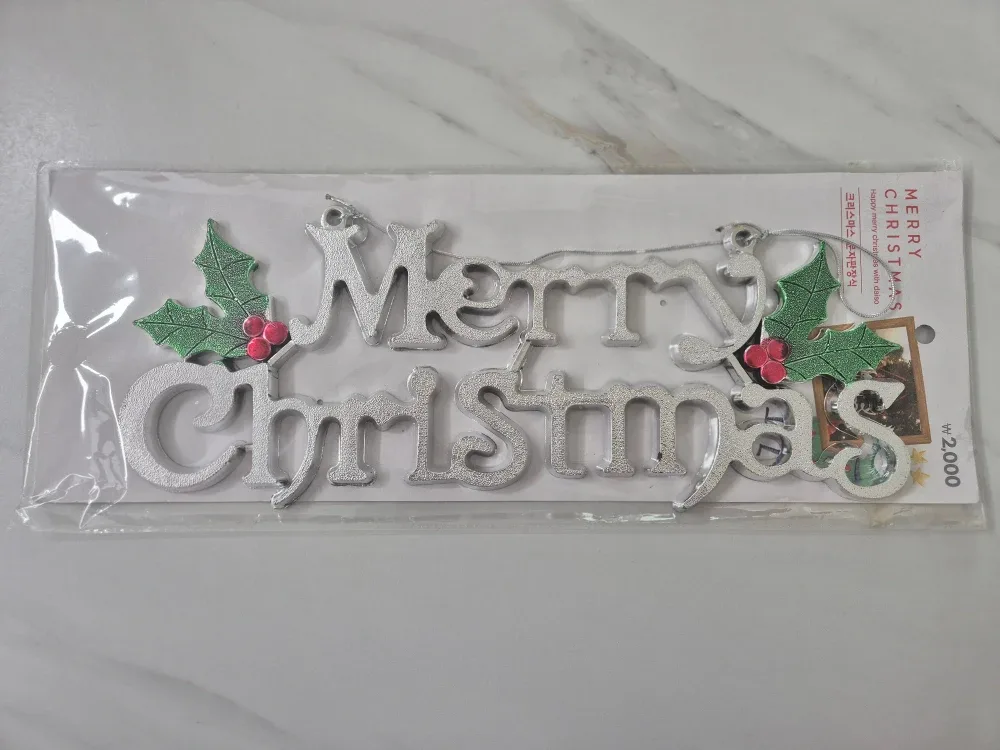 Merry
Christmas
MERRY
CHRISTMAS
Happy merry christmas with daiso
크리스마스 문자판장식
₩2,000